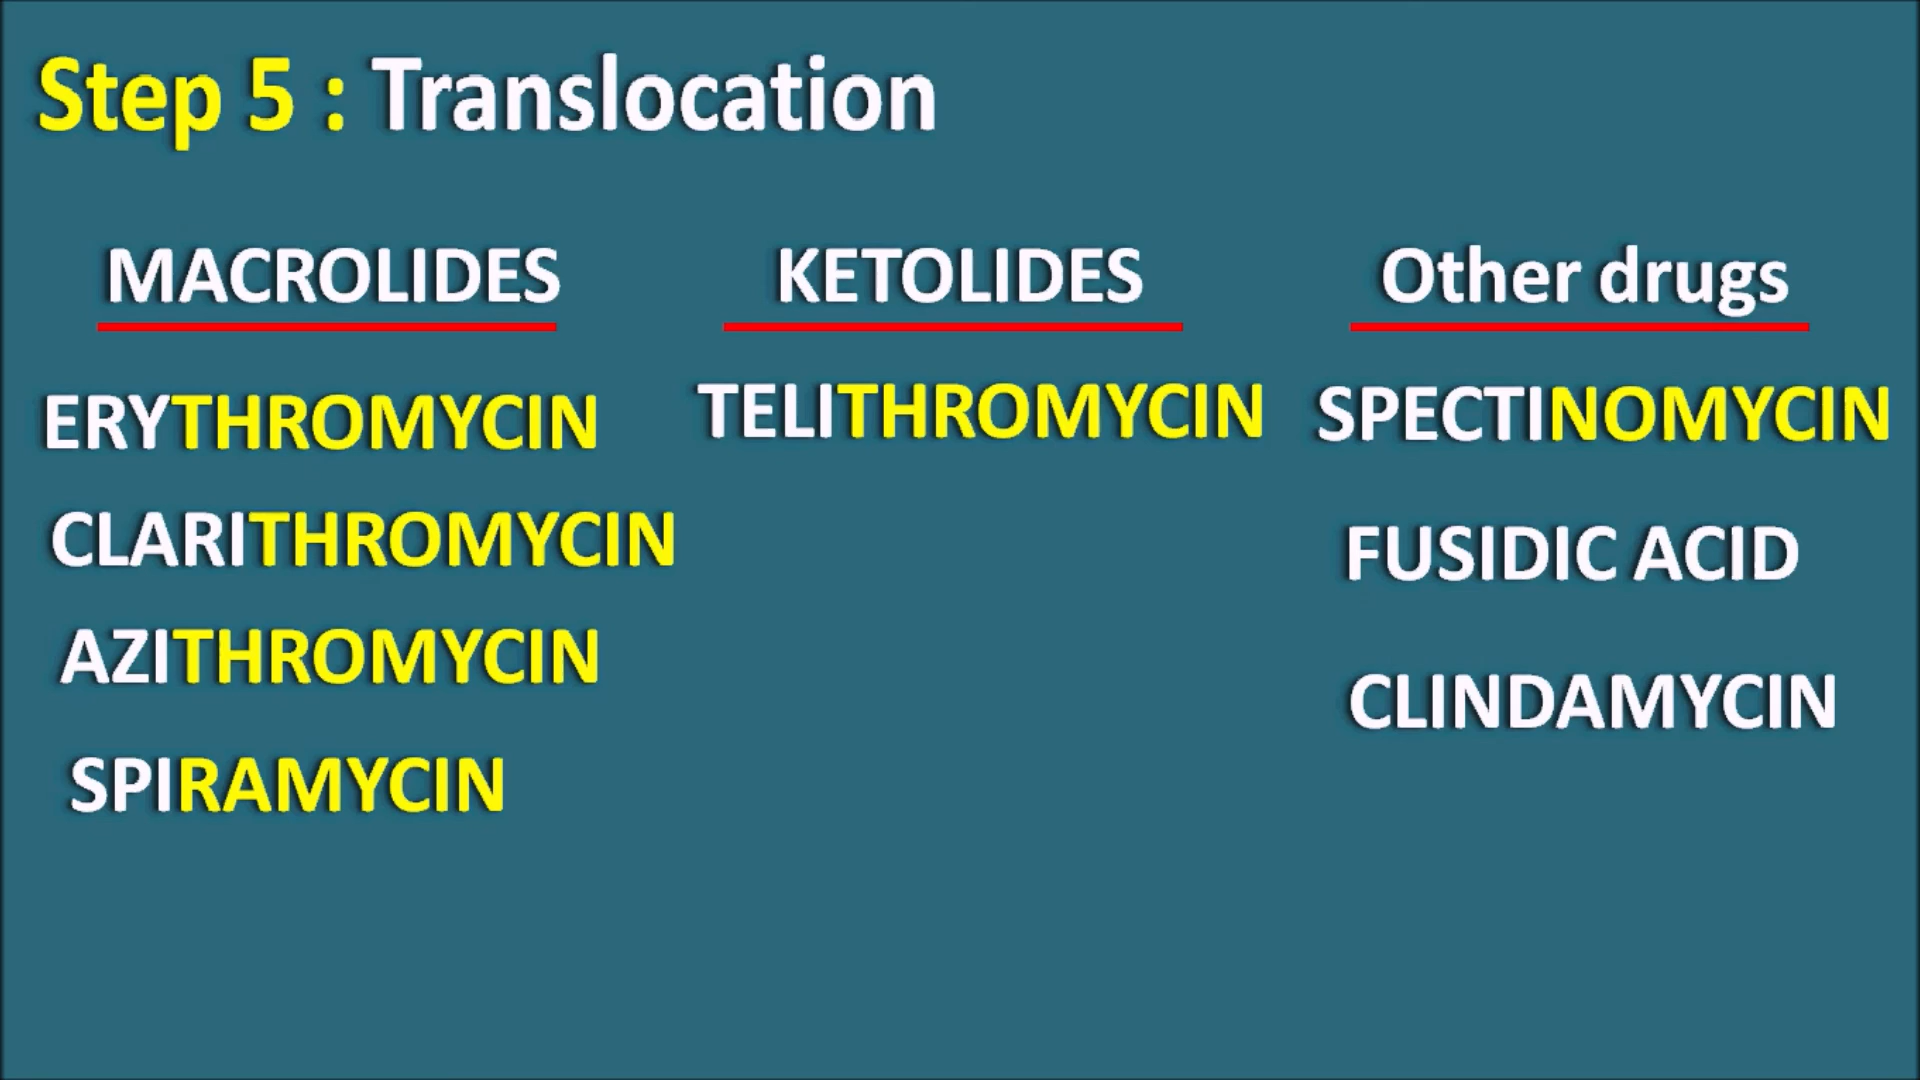 Step 5 : Translocation
MACROLIDES
ERYTHROMYCIN
CLARITHROMYCIN
AZITHROMYCIN
SPIRAMYCIN
KETOLIDES
TELITHROMYCIN
Other drugs
SPECTINOMYCIN
FUSIDIC ACID
CLINDAMYCIN